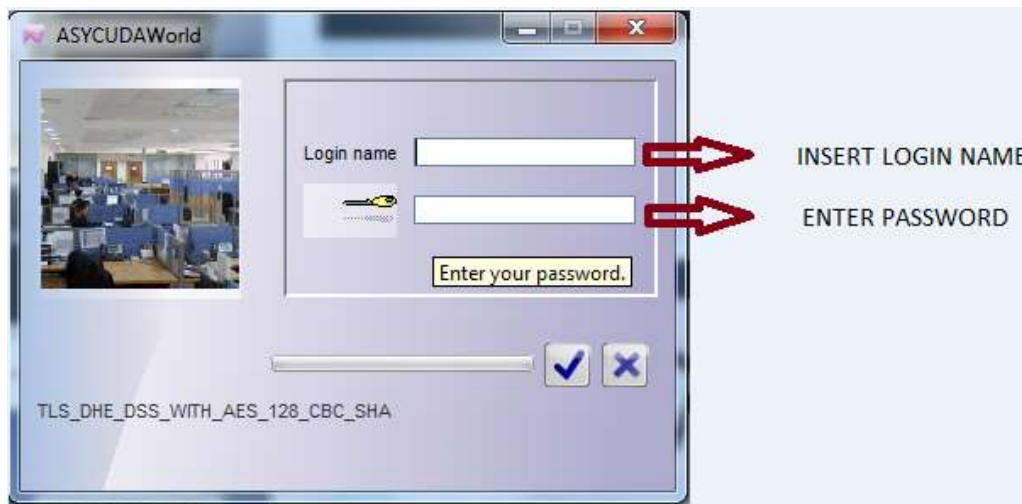 ASYCUDAWorld
Login name
INSERT LOGIN NAME
ENTER PASSWORD
Enter your password.
TLS_DHE_DSS_WITH_AES_128_CBC_SHA